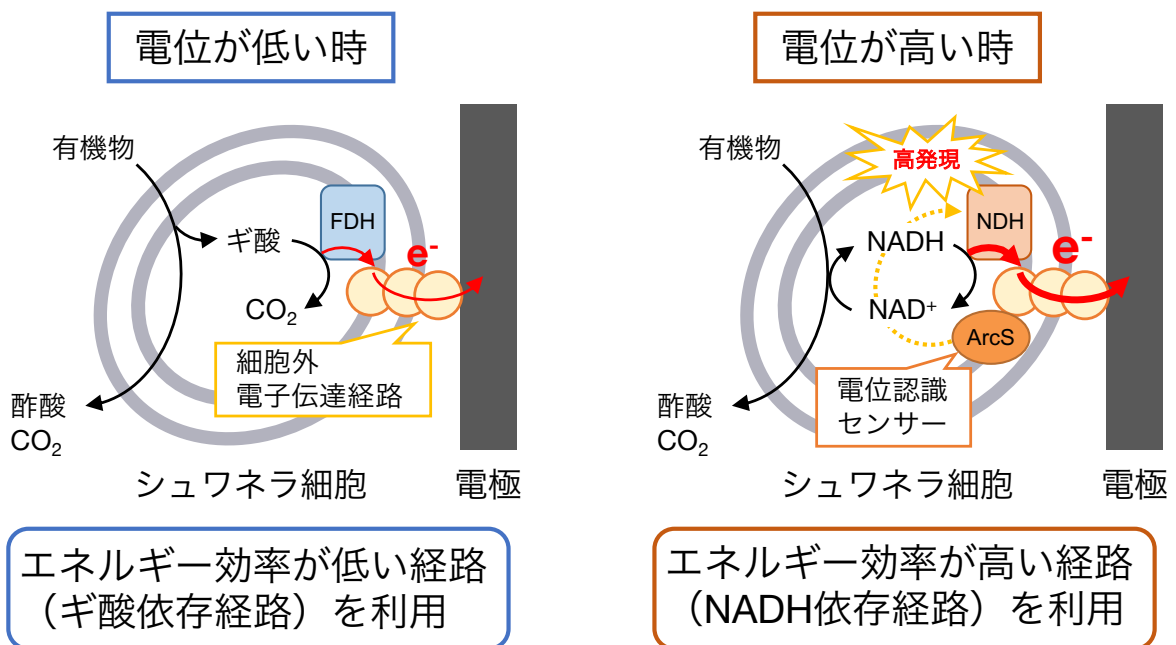 電位が低い時
有機物
FDH
ギ酸
e-
CO2
細胞外
電子伝達経路
酢酸
CO2
シュワネラ細胞
電極
エネルギー効率が低い経路
（ギ酸依存経路）を利用
電位が高い時
有機物
高発現
NDH
NADH
e-
NAD+
ArcS
電位認識
センサー
酢酸
CO2
シュワネラ細胞
電極
エネルギー効率が高い経路
（NADH依存経路）を利用